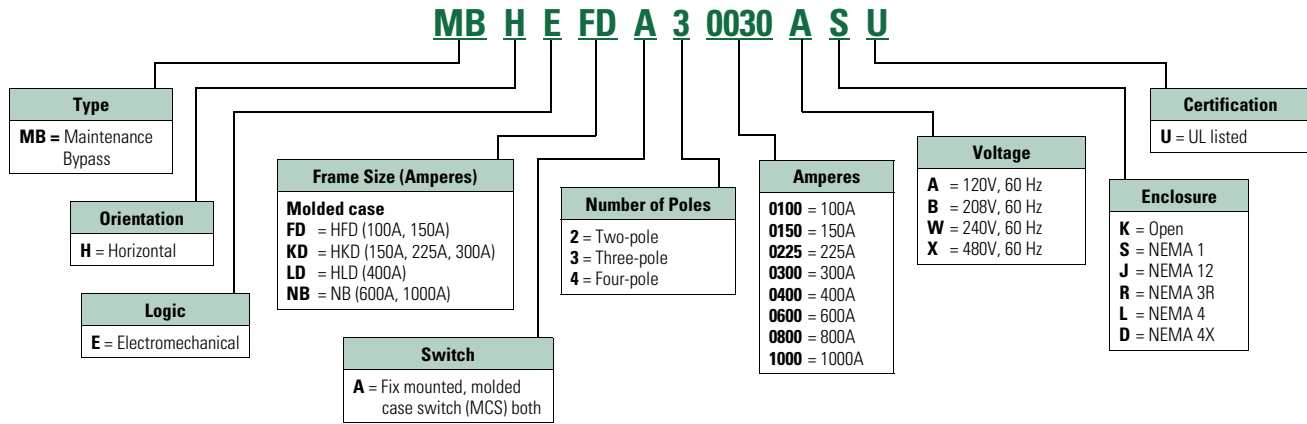 MB H E FD A 3 0030 A S U
Type
MB = Maintenance
Bypass
Orientation
H = Horizontal
Logic
E = Electromechanical
Frame Size (Amperes)
Molded case
FD = HFD (100A, 150A)
KD = HKD (150A, 225A, 300A)
LD = HLD (400A)
NB = NB (600A, 1000A)
Switch
A = Fix mounted, molded
case switch (MCS) both
Number of Poles
2 = Two-pole
3 = Three-pole
4 = Four-pole
Amperes
0100 = 100A
0150 = 150A
0225 = 225A
0300 = 300A
0400 = 400A
0600 = 600A
0800 = 800A
1000 = 1000A
Voltage
A = 120V, 60 Hz
B = 208V, 60 Hz
W = 240V, 60 Hz
X = 480V, 60 Hz
Enclosure
K = Open
S = NEMA 1
J = NEMA 12
R = NEMA 3R
L = NEMA 4
D = NEMA 4X
Certification
U = UL listed